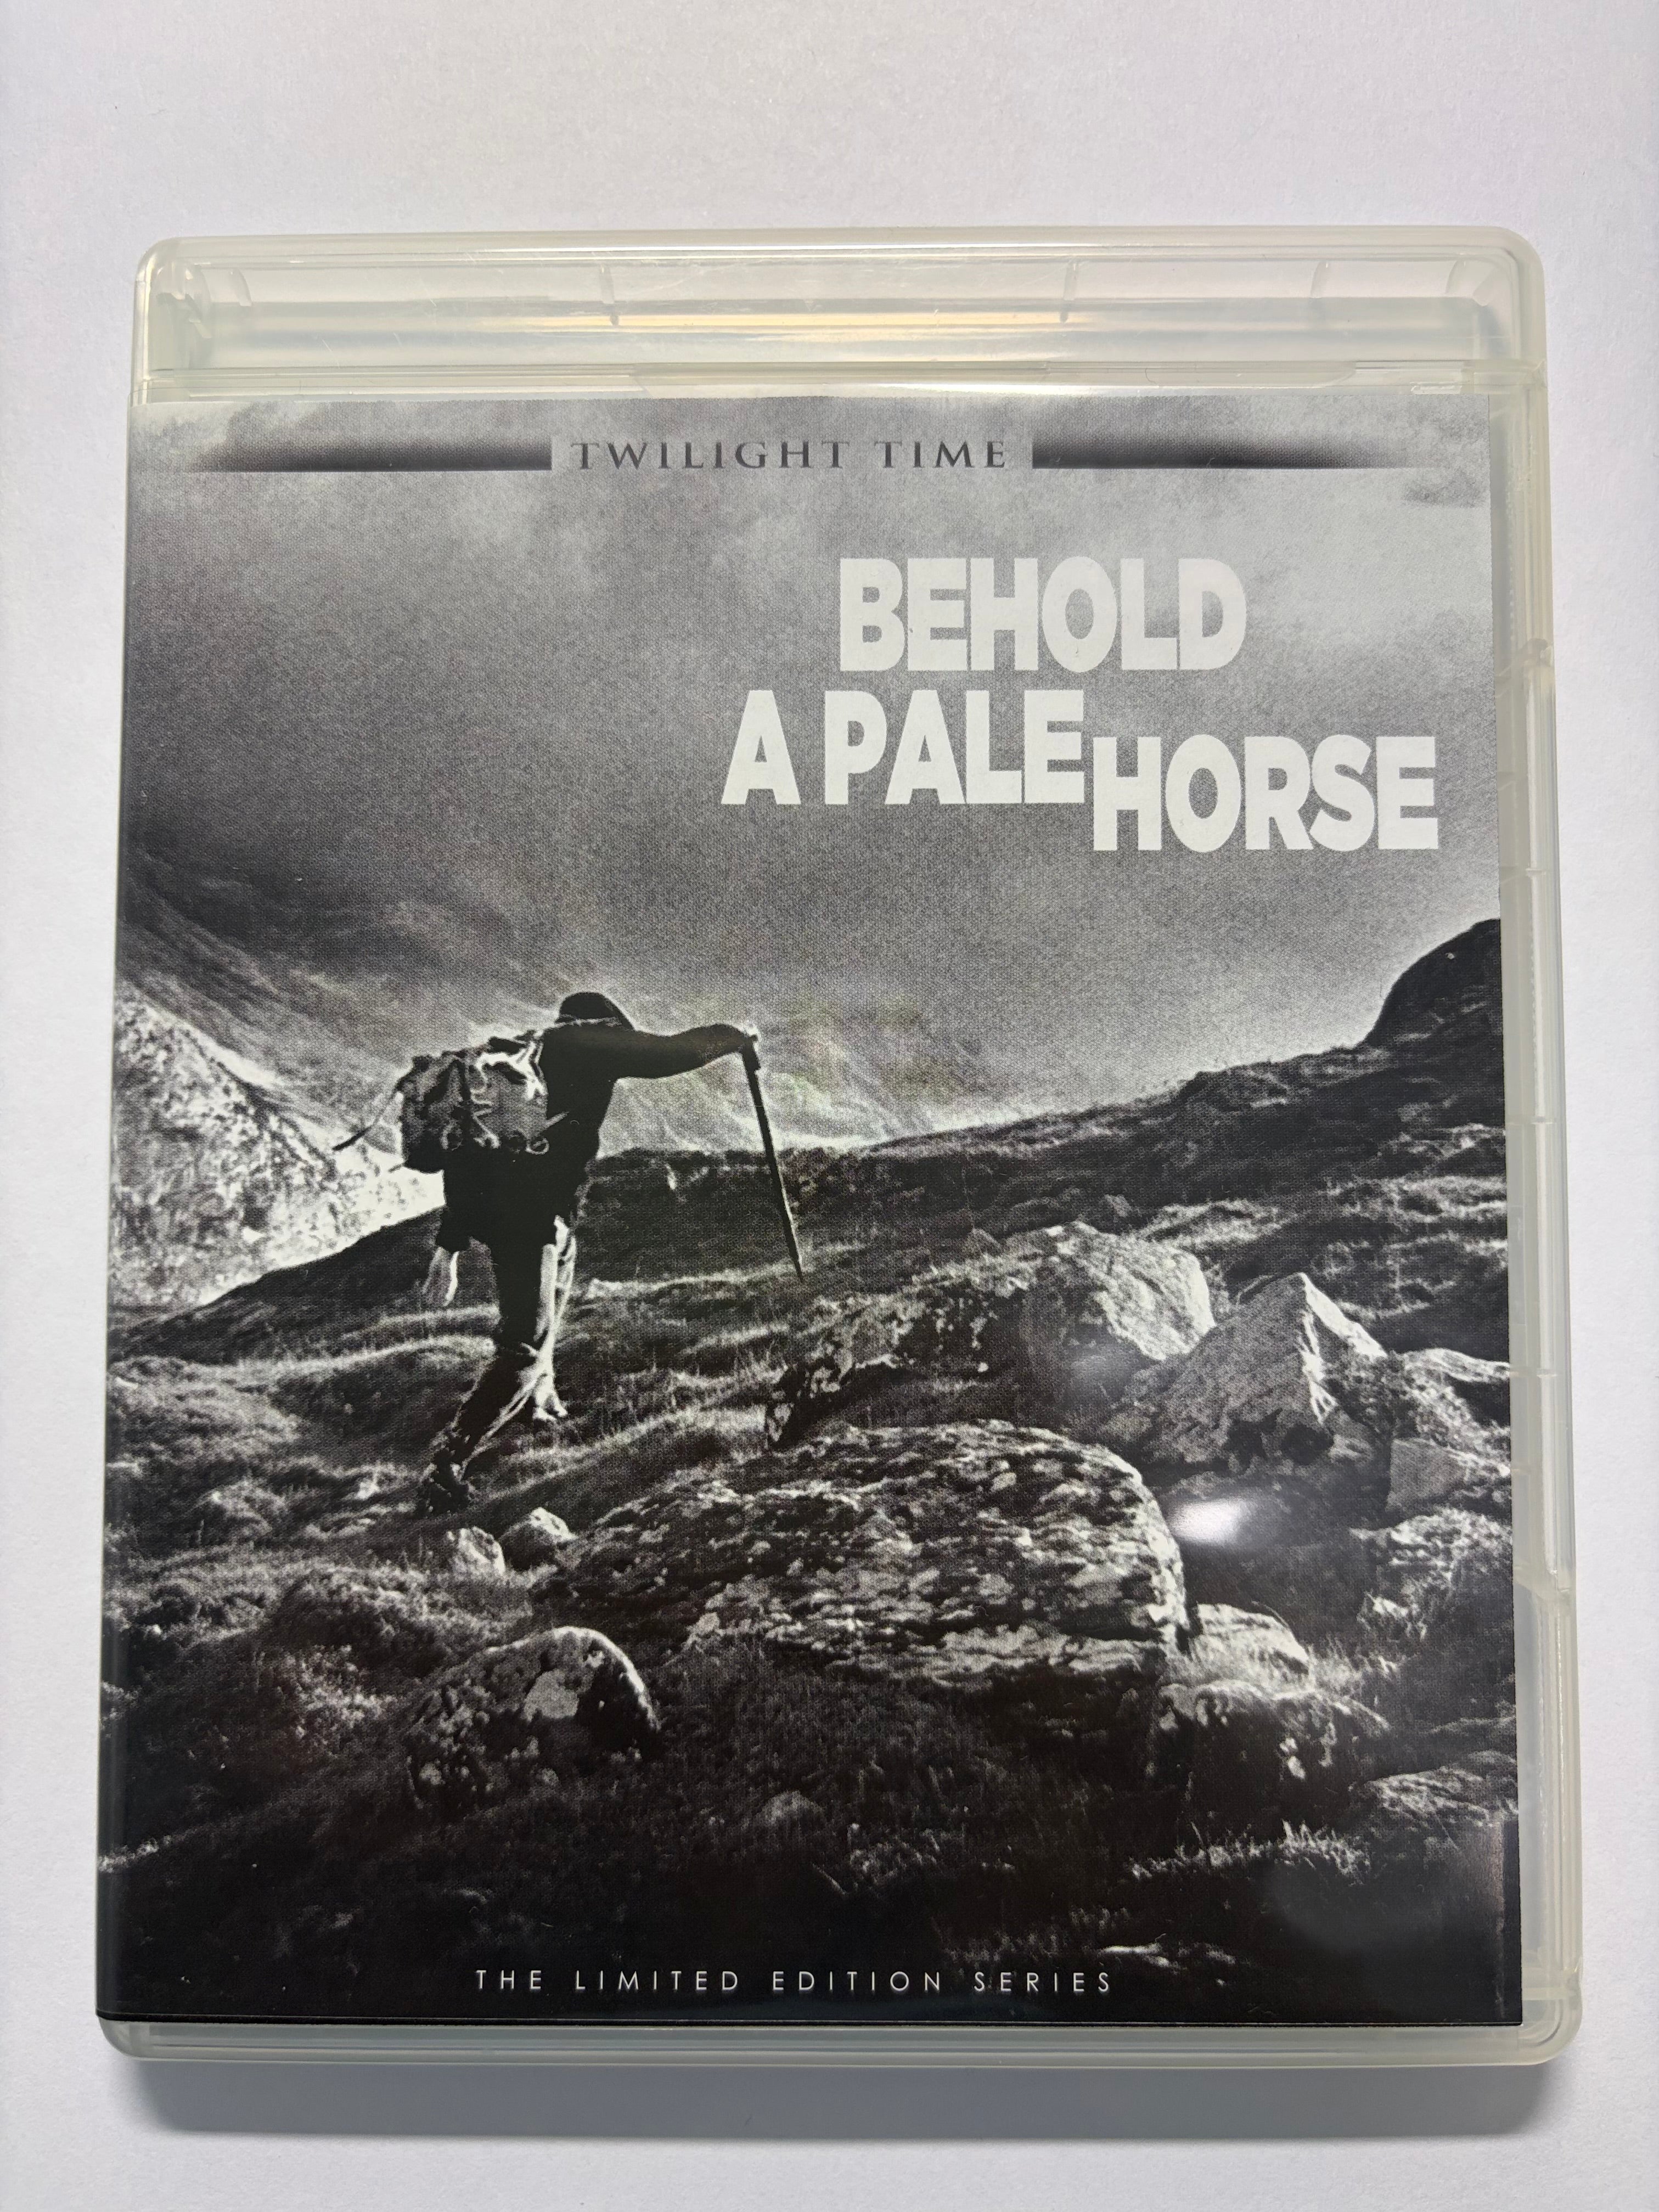 TWILIGHT TIME
BEHOLD
A PALE HORSE
THE LIMITED EDITION SERIES